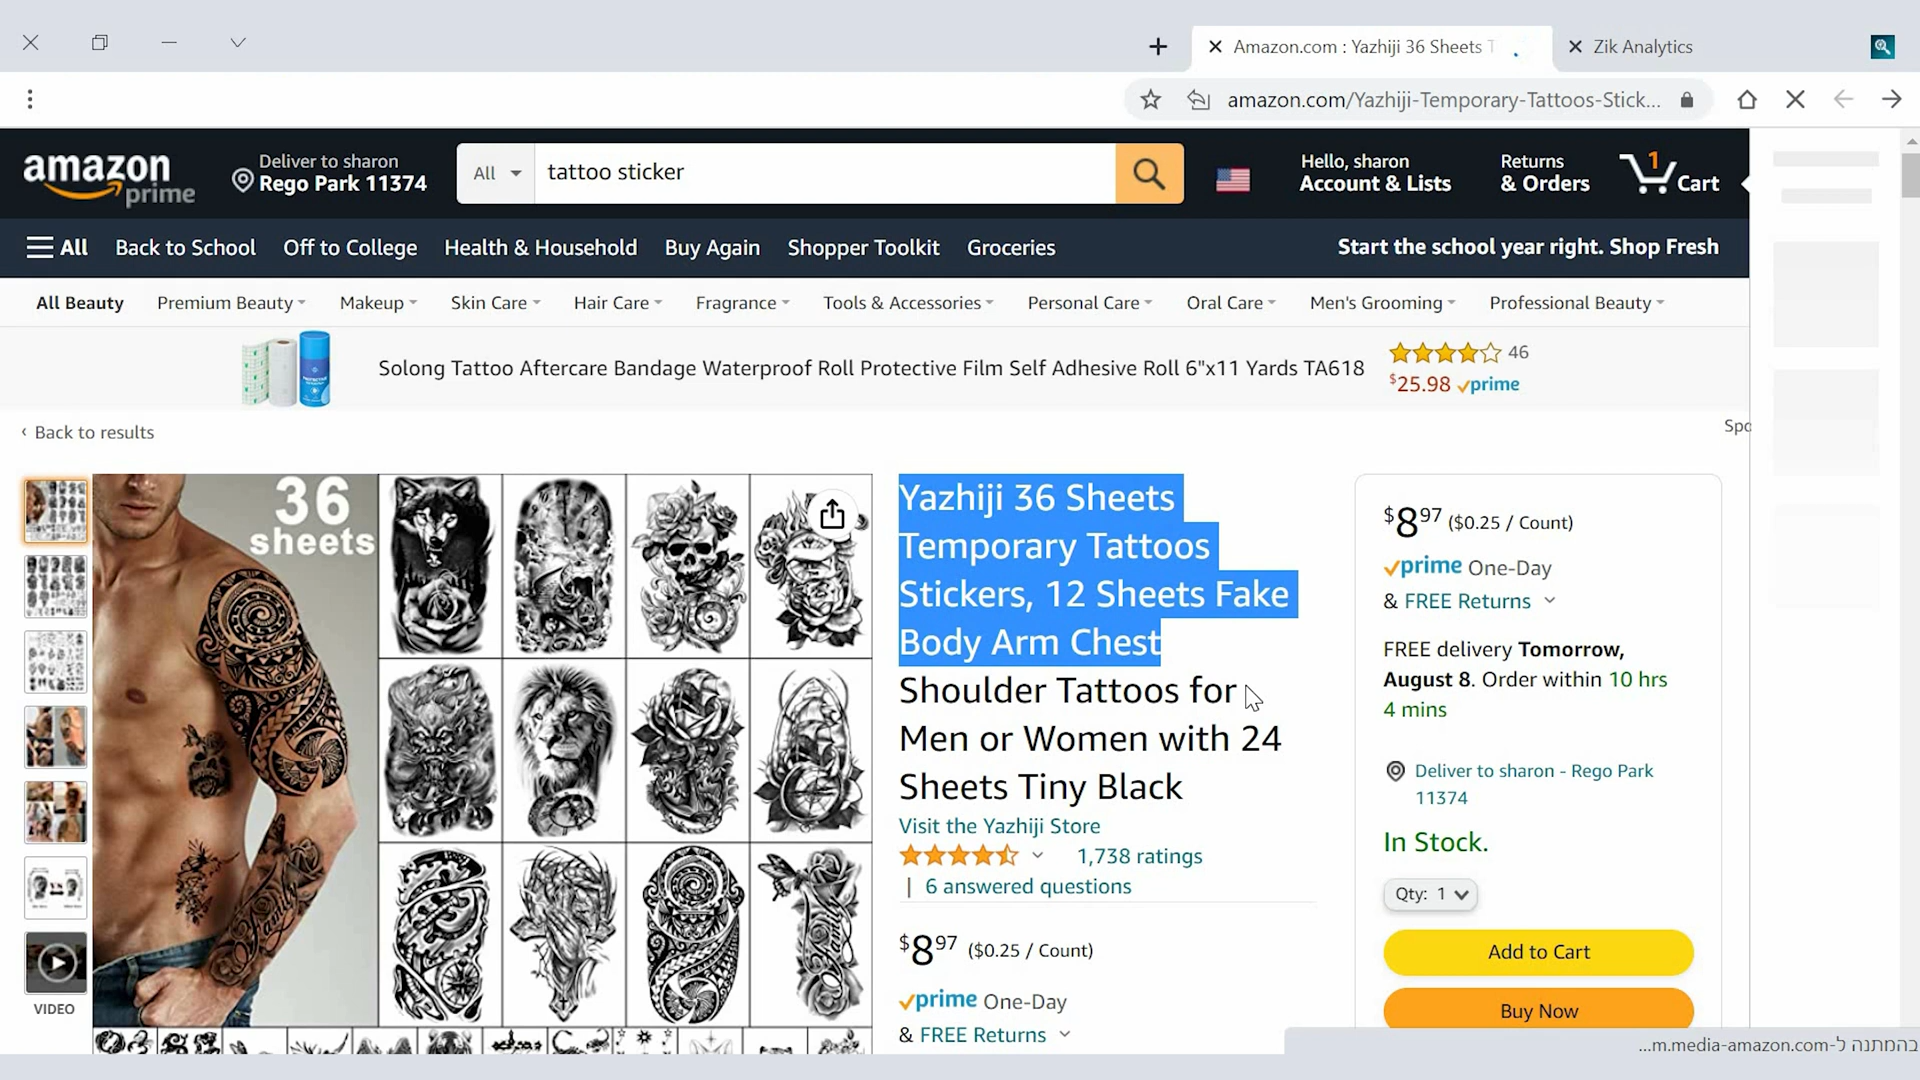 Amazon.com : Yazhiji 36 Sheets T
Zik Analytics
amazon.com/Yazhiji-Temporary-Tattoos-Stick...
amazon
prime
Deliver to sharon
Rego Park 11374
All
tattoo sticker
Hello, sharon
Account & Lists
Returns
& Orders
1
Cart
All
Back to School
Off to College
Health & Household
Buy Again
Shopper Toolkit
Groceries
Start the school year right. Shop Fresh
All Beauty
Premium Beauty
Makeup
Skin Care
Hair Care
Fragrance
Tools & Accessories
Personal Care
Oral Care
Men's Grooming
Professional Beauty
Solong Tattoo Aftercare Bandage Waterproof Roll Protective Film Self Adhesive Roll 6"x11 Yards TA618
46
$25.98 prime
‹ Back to results
Spo
36
sheets
Yazhiji 36 Sheets
Temporary Tattoos
Stickers, 12 Sheets Fake
Body Arm Chest
Shoulder Tattoos for
Men or Women with 24
Sheets Tiny Black
Visit the Yazhiji Store
1,738 ratings
| 6 answered questions
$897 ($0.25 / Count)
prime One-Day
& FREE Returns
VIDEO
$897 ($0.25 / Count)
prime One-Day
& FREE Returns
FREE delivery Tomorrow,
August 8. Order within 10 hrs
4 mins
Deliver to sharon - Rego Park
11374
In Stock.
Qty: 1
Add to Cart
Buy Now
בהמתנה ל-m.media-amazon.com...